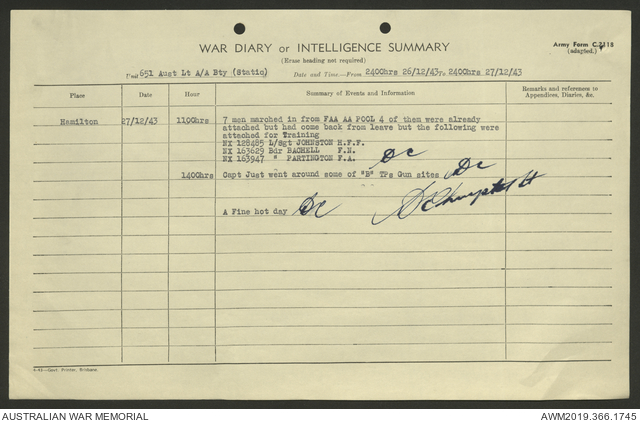 WAR DIARY or INTELLIGENCE SUMMARY
(Erase heading not required)
Army Form C.2118
(adapted.)
Unit 651 Aust Lt A/A Bty (Static) Date and Time—From 2400Hrs 26/12/43 To 2400Hrs 27/12/43
Place Date Hour Summary of Events and Information Remarks and references to Appendices, Diaries, &c.
Hamilton 27/12/43 1100hrs 7 men marched in from FAA AA POOL 4 of them were already
attached but had come back from leave but the following were
attached for Training
NX 128485 L/sgt JOHNSTON H.F.F.
NX 163629 Bdr BACHELL F.N.
NX 163947 " PARTINGTON F.A.
1400Hrs Capt Just went around some of "B" TPs Gun sites
A Fine hot day
Govt. Printer, Brisbane.
AUSTRALIAN WAR MEMORIAL
AWM2019.366.1745